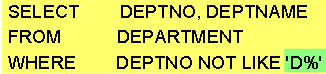 SELECT DEPTNO, DEPTNAME
FROM DEPARTMENT
WHERE DEPTNO NOT LIKE 'D%'